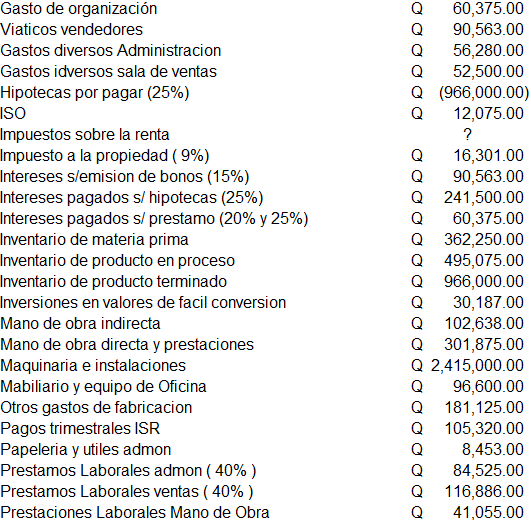 Gasto de organización Q 60,375.00
Viaticos vendedores Q 90,563.00
Gastos diversos Administracion Q 56,280.00
Gastos idversos sala de ventas Q 52,500.00
Hipotecas por pagar (25%) Q (966,000.00)
ISO Q 12,075.00
Impuestos sobre la renta ?
Impuesto a la propiedad ( 9%) Q 16,301.00
Intereses s/emision de bonos (15%) Q 90,563.00
Intereses pagados s/ hipotecas (25%) Q 241,500.00
Intereses pagados s/ prestamo (20% y 25%) Q 60,375.00
Inventario de materia prima Q 362,250.00
Inventario de producto en proceso Q 495,075.00
Inventario de producto terminado Q 966,000.00
Inversiones en valores de facil conversion Q 30,187.00
Mano de obra indirecta Q 102,638.00
Mano de obra directa y prestaciones Q 301,875.00
Maquinaria e instalaciones Q 2,415,000.00
Mabiliario y equipo de Oficina Q 96,600.00
Otros gastos de fabricacion Q 181,125.00
Pagos trimestrales ISR Q 105,320.00
Papeleria y utiles admon Q 8,453.00
Prestamos Laborales admon ( 40% ) Q 84,525.00
Prestamos Laborales ventas ( 40% ) Q 116,886.00
Prestaciones Laborales Mano de Obra Q 41,055.00